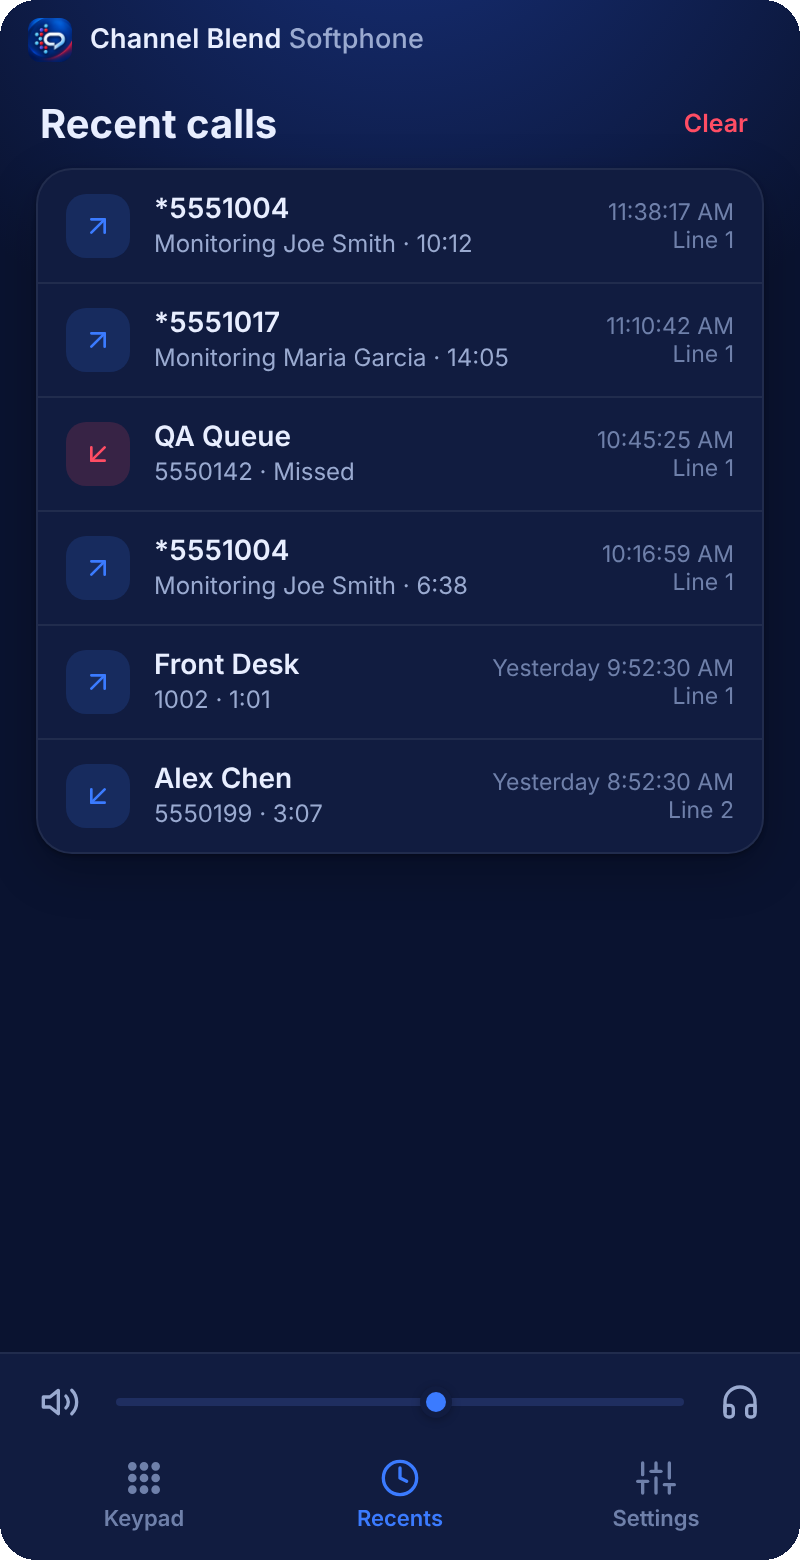 Channel Blend Softphone
Recent calls
Clear
*5551004
Monitoring Joe Smith · 10:12
11:38:17 AM
Line 1
*5551017
Monitoring Maria Garcia · 14:05
11:10:42 AM
Line 1
QA Queue
5550142 · Missed
10:45:25 AM
Line 1
*5551004
Monitoring Joe Smith · 6:38
10:16:59 AM
Line 1
Front Desk
1002 · 1:01
Yesterday 9:52:30 AM
Line 1
Alex Chen
5550199 · 3:07
Yesterday 8:52:30 AM
Line 2
Keypad
Recents
Settings